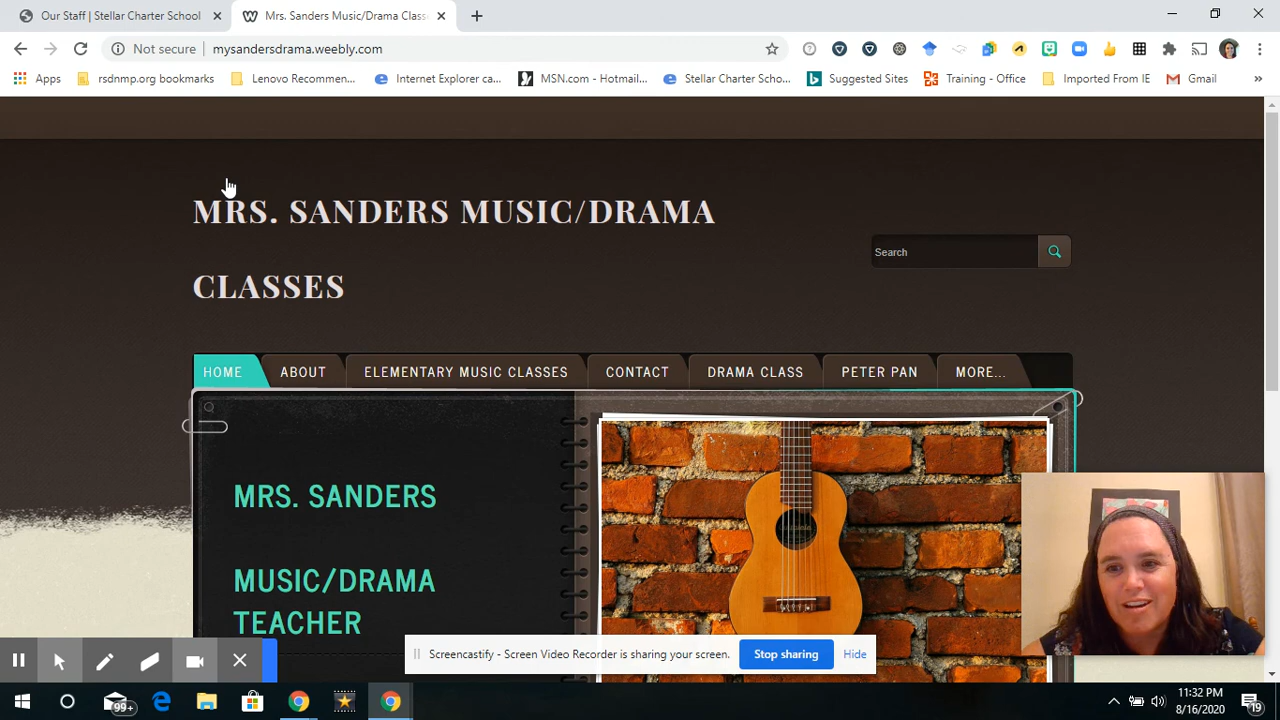 Our Staff | Stellar Charter School
Mrs. Sanders Music/Drama Class
Not secure
mysandersdrama.weebly.com
Apps
rsdnmp.org bookmarks
Lenovo Recommen...
Internet Explorer ca...
MSN.com - Hotmail...
Stellar Charter Scho...
Suggested Sites
Training - Office
Imported From IE
Gmail
»
MRS. SANDERS MUSIC/DRAMA
CLASSES
Search
HOME
ABOUT
ELEMENTARY MUSIC CLASSES
CONTACT
DRAMA CLASS
PETER PAN
MORE...
MRS. SANDERS
MUSIC/DRAMA
TEACHER
Screencastify - Screen Video Recorder is sharing your screen.
Stop sharing
Hide
99+
11:32 PM
8/16/2020
19